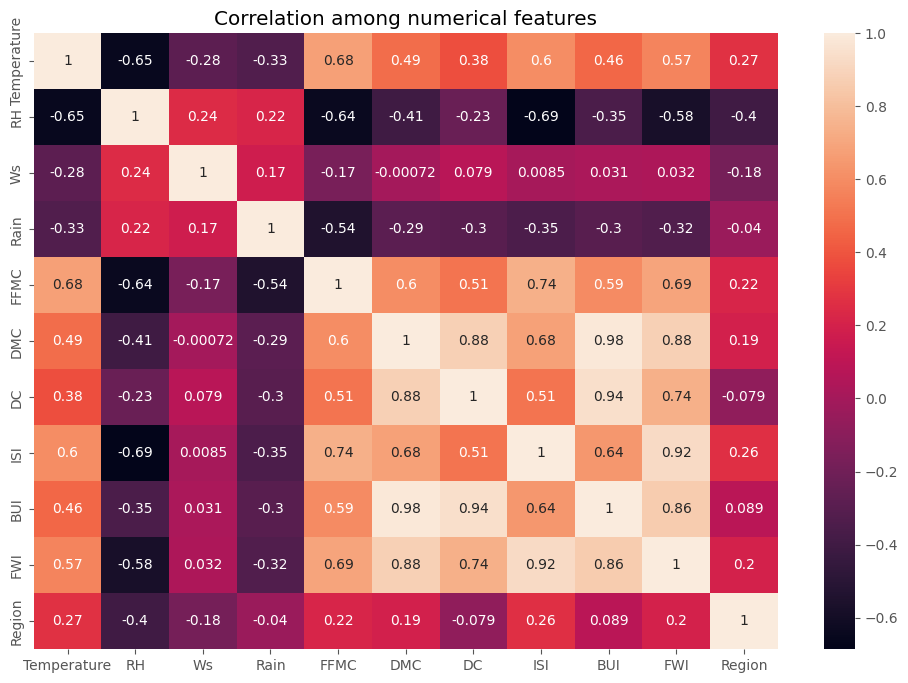 Correlation among numerical features
Temperature 1 -0.65 -0.28 -0.33 0.68 0.49 0.38 0.6 0.46 0.57 0.27
RH -0.65 1 0.24 0.22 -0.64 -0.41 -0.23 -0.69 -0.35 -0.58 -0.4
Ws -0.28 0.24 1 0.17 -0.17 -0.00072 0.079 0.0085 0.031 0.032 -0.18
Rain -0.33 0.22 0.17 1 -0.54 -0.29 -0.3 -0.35 -0.3 -0.32 -0.04
FFMC 0.68 -0.64 -0.17 -0.54 1 0.6 0.51 0.74 0.59 0.69 0.22
DMC 0.49 -0.41 -0.00072 -0.29 0.6 1 0.88 0.68 0.98 0.88 0.19
DC 0.38 -0.23 0.079 -0.3 0.51 0.88 1 0.51 0.94 0.74 -0.079
ISI 0.6 -0.69 0.0085 -0.35 0.74 0.68 0.51 1 0.64 0.92 0.26
BUI 0.46 -0.35 0.031 -0.3 0.59 0.98 0.94 0.64 1 0.86 0.089
FWI 0.57 -0.58 0.032 -0.32 0.69 0.88 0.74 0.92 0.86 1 0.2
Region 0.27 -0.4 -0.18 -0.04 0.22 0.19 -0.079 0.26 0.089 0.2 1
Temperature RH Ws Rain FFMC DMC DC ISI BUI FWI Region
1.0
0.8
0.6
0.4
0.2
0.0
−0.2
−0.4
−0.6